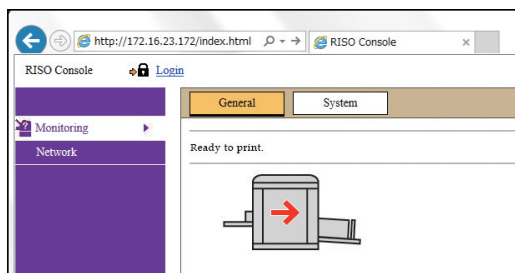 http://172.16.23.172/index.html
RISO Console
RISO Console
Login
General
System
Monitoring
Network
Ready to print.